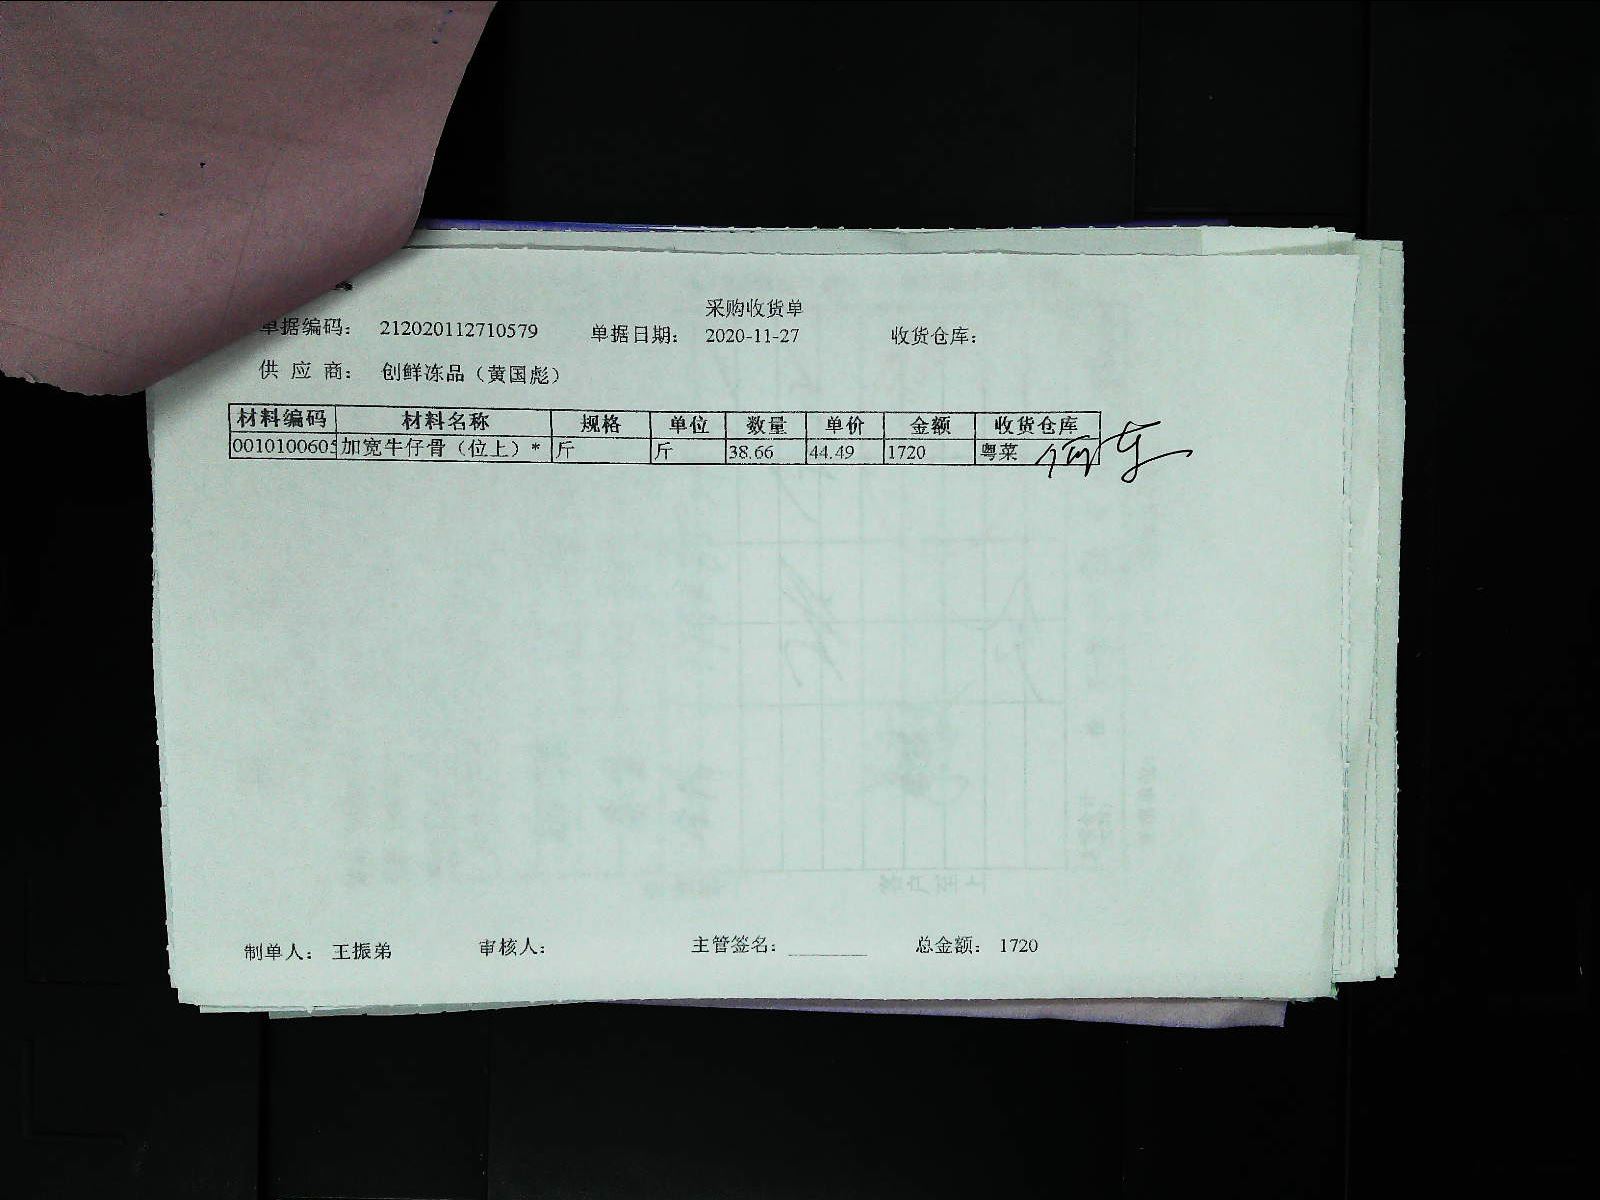 采购收货单
单据编码： 212020112710579 单据日期： 2020-11-27 收货仓库：
供 应 商： 创鲜冻品（黄国彪）
材料编码 材料名称 规格 单位 数量 单价 金额 收货仓库
0010100605 加宽牛仔骨（位上）* 斤 斤 38.66 44.49 1720 粤菜
制单人： 王振弟 审核人： 主管签名： ________ 总金额： 1720